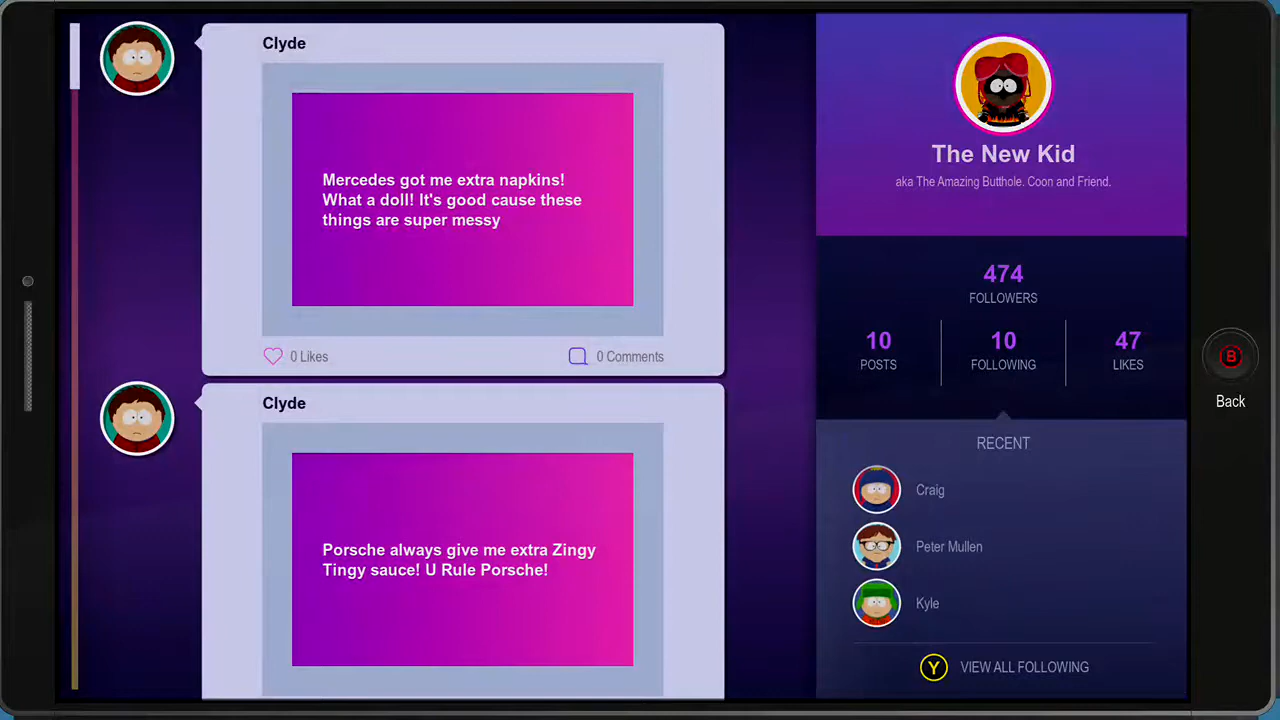 Clyde
Mercedes got me extra napkins!
What a doll! It's good cause these
things are super messy
0 Likes
0 Comments
Clyde
Porsche always give me extra Zingy
Tingy sauce! U Rule Porsche!
The New Kid
aka The Amazing Butthole. Coon and Friend.
474
FOLLOWERS
10
POSTS
10
FOLLOWING
47
LIKES
RECENT
Craig
Peter Mullen
Kyle
Y
VIEW ALL FOLLOWING
B
Back